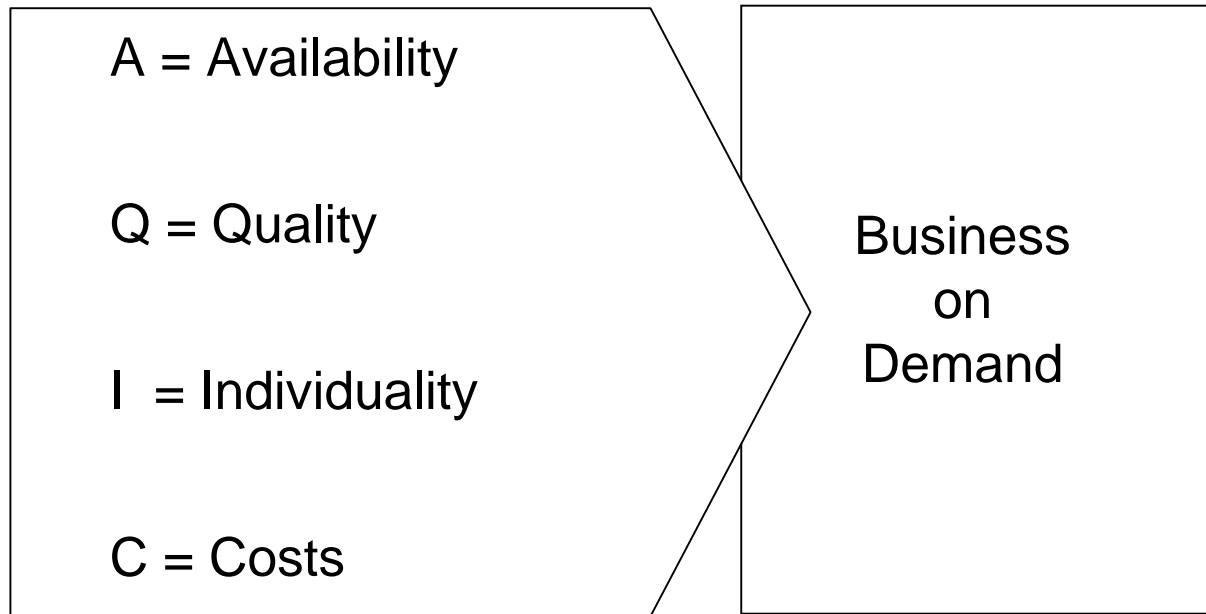 A = Availability
Q = Quality
I = Individuality
C = Costs
Business
on
Demand